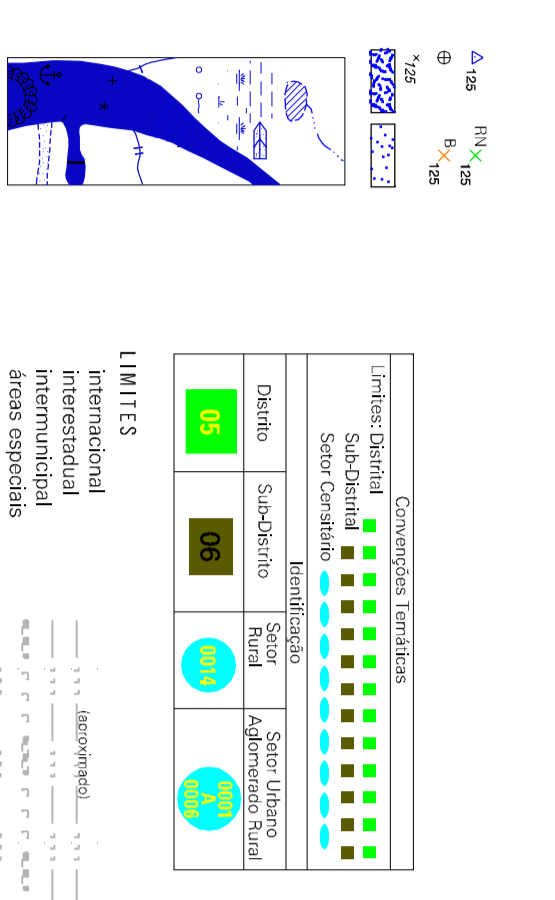 125
RN
125
B
125
×125
Convenções Temáticas
Limites: Distrital
Sub-Distrital
Setor Censitário
Identificação
Distrito
Sub-Distrito
Setor
Rural
Setor Urbano
Aglomerado Rural
05
06
0014
0001
A
0006
LIMITES
internacional
(aproximado)
interestadual
intermunicipal
áreas especiais